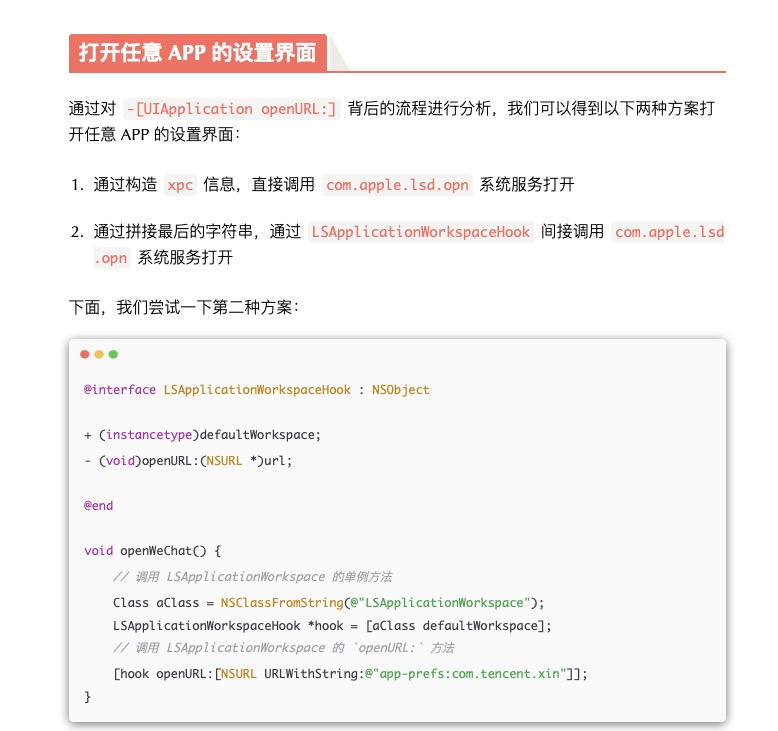 打开任意 APP 的设置界面
通过对 -[UIApplication openURL:] 背后的流程进行分析，我们可以得到以下两种方案打
开任意 APP 的设置界面：
1. 通过构造 xpc 信息，直接调用 com.apple.lsd.opn 系统服务打开
2. 通过拼接最后的字符串，通过 LSApplicationWorkspaceHook 间接调用 com.apple.lsd
.opn 系统服务打开
下面，我们尝试一下第二种方案：
@interface LSApplicationWorkspaceHook : NSObject
+ (instancetype)defaultWorkspace;
- (void)openURL:(NSURL *)url;
@end
void openWeChat() {
// 调用 LSApplicationWorkspace 的单例方法
Class aClass = NSClassFromString(@"LSApplicationWorkspace");
LSApplicationWorkspaceHook *hook = [aClass defaultWorkspace];
// 调用 LSApplicationWorkspace 的 `openURL:` 方法
[hook openURL:[NSURL URLWithString:@"app-prefs:com.tencent.xin"]];
}